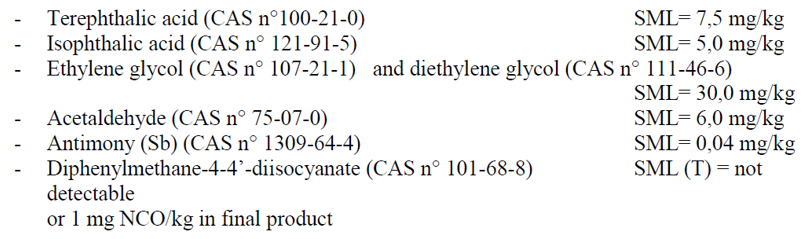 - Terephthalic acid (CAS n°100-21-0) SML= 7,5 mg/kg
- Isophthalic acid (CAS n° 121-91-5) SML= 5,0 mg/kg
- Ethylene glycol (CAS n° 107-21-1) and diethylene glycol (CAS n° 111-46-6)
SML= 30,0 mg/kg
- Acetaldehyde (CAS n° 75-07-0) SML= 6,0 mg/kg
- Antimony (Sb) (CAS n° 1309-64-4) SML= 0,04 mg/kg
- Diphenylmethane-4-4’-diisocyanate (CAS n° 101-68-8) SML (T) = not
detectable
or 1 mg NCO/kg in final product